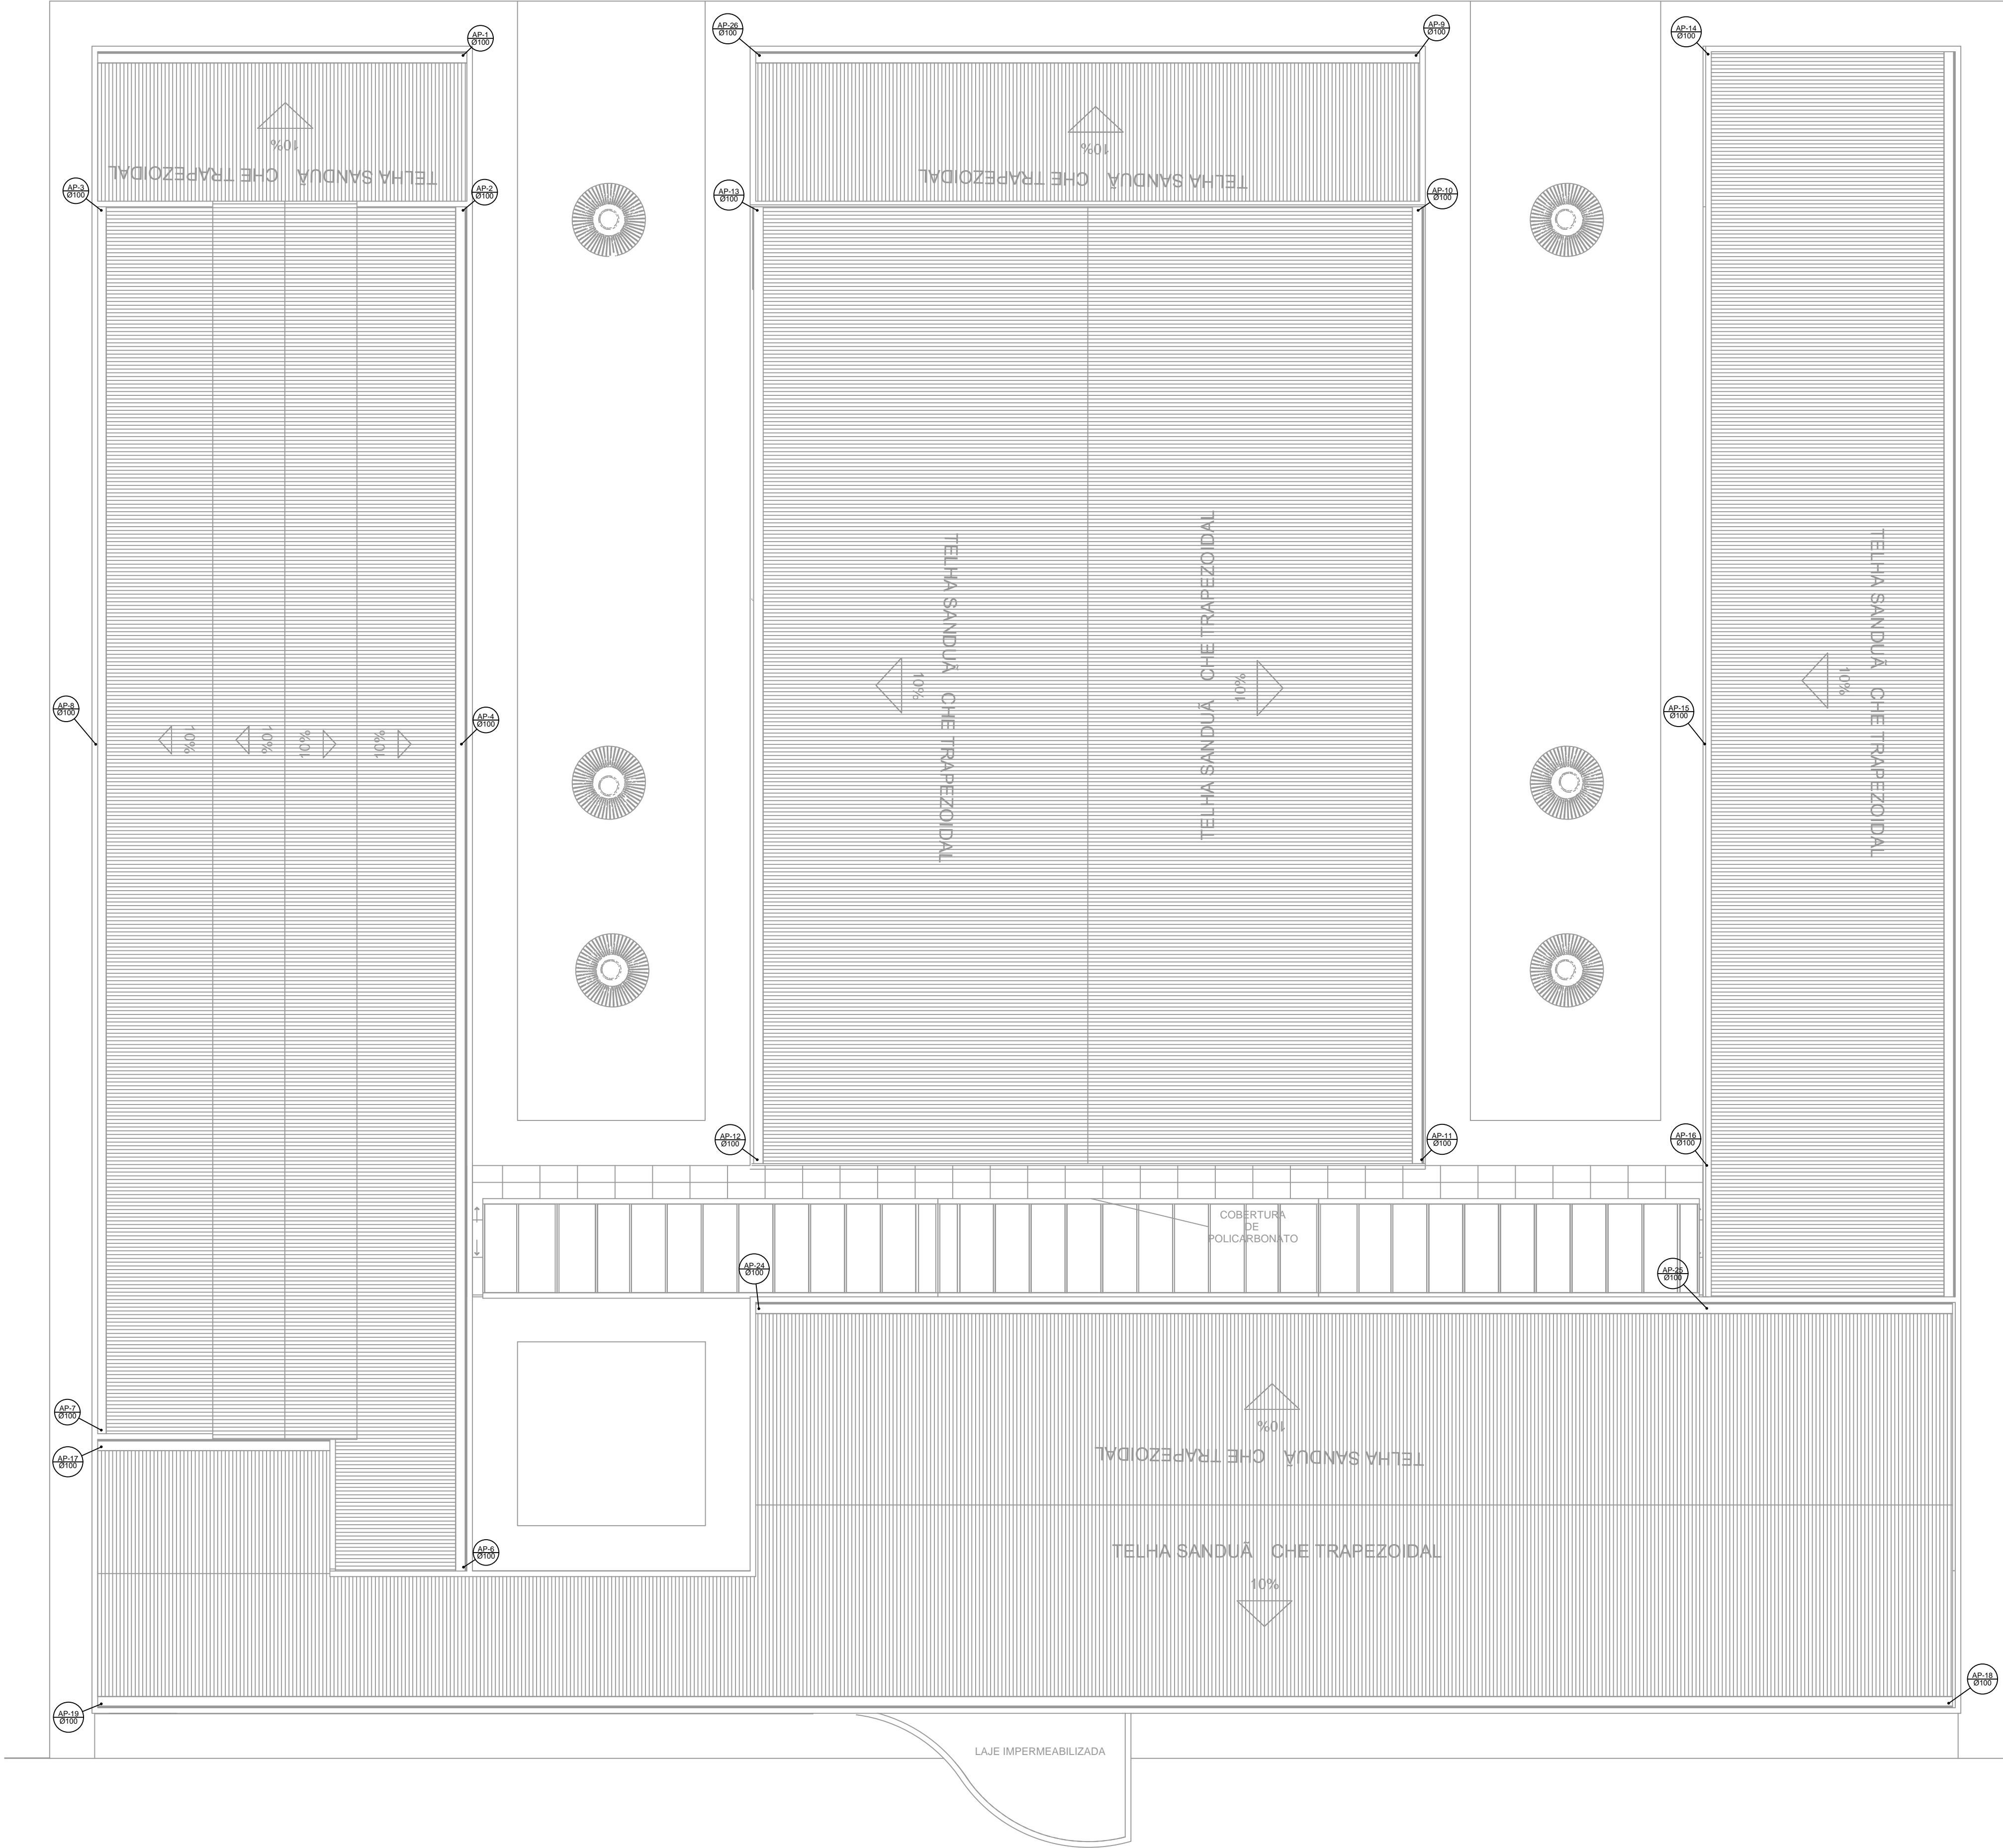 AP-1
Ø100
AP-26
Ø100
AP-9
Ø100
AP-14
Ø100
10%
TELHA SANDUÃ CHE TRAPEZOIDAL
10%
TELHA SANDUÃ CHE TRAPEZOIDAL
AP-3
Ø100
AP-2
Ø100
AP-13
Ø100
AP-10
Ø100
TELHA SANDUÃ CHE TRAPEZOIDAL
10%
TELHA SANDUÃ CHE TRAPEZOIDAL
10%
TELHA SANDUÃ CHE TRAPEZOIDAL
10%
AP-8
Ø100
10%
10%
10%
10%
AP-4
Ø100
AP-15
Ø100
AP-12
Ø100
AP-11
Ø100
AP-16
Ø100
COBERTURA
DE
POLICARBONATO
AP-24
Ø100
AP-25
Ø100
AP-7
Ø100
AP-17
Ø100
10%
TELHA SANDUÃ CHE TRAPEZOIDAL
AP-6
Ø100
TELHA SANDUÃ CHE TRAPEZOIDAL
10%
AP-18
Ø100
AP-19
Ø100
LAJE IMPERMEABILIZADA